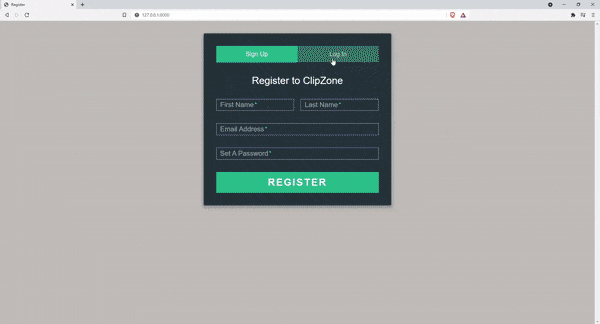 Register
127.0.0.1:8000
Sign Up
Log In
Register to ClipZone
First Name* Last Name*
Email Address*
Set A Password*
REGISTER